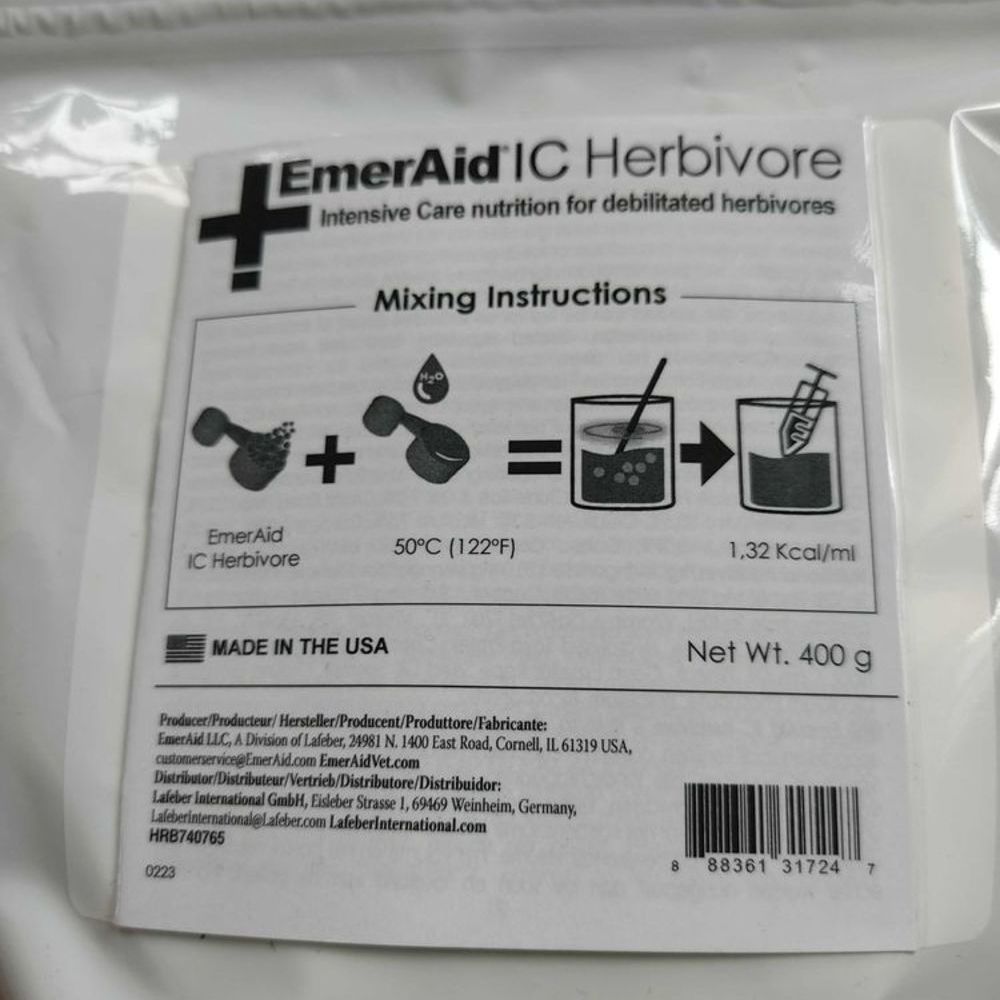 EmerAid IC Herbivore
Intensive Care nutrition for debilitated herbivores
Mixing Instructions
H₂O
EmerAid
IC Herbivore
50°C (122°F)
1,32 Kcal/ml
MADE IN THE USA
Net Wt. 400 g
Producer/Producteur/ Hersteller/Producent/Produttore/Fabricante:
EmerAid LLC, A Division of Lafeber, 24981 N. 1400 East Road, Cornell, IL 61319 USA,
customerservice@EmerAid.com EmerAidVet.com
Distributor/Distributeur/Vertrieb/Distributore/Distribuidor:
Lafeber International GmbH, Eisleber Strasse 1, 69469 Weinheim, Germany,
LafeberInternational@Lafeber.com LafeberInternational.com
HRB740765
0223
8 88361 31724 7